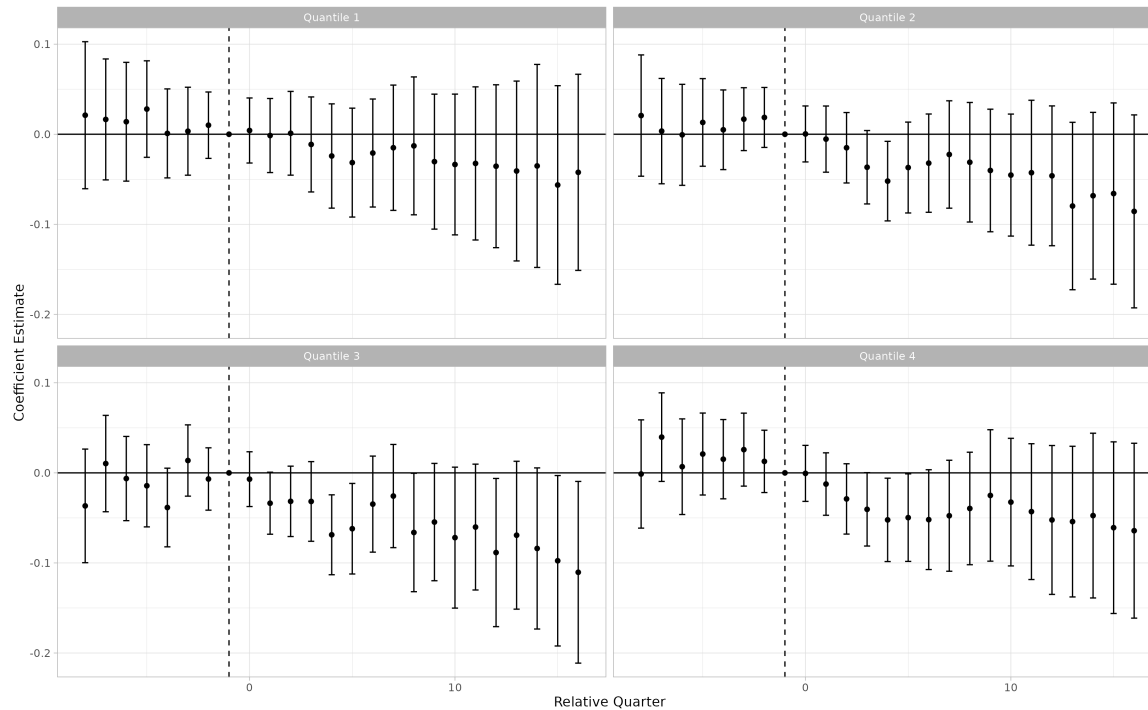 Quantile 1
Quantile 2
0.1
0.0
-0.1
-0.2
Quantile 3
Quantile 4
0.1
0.0
-0.1
-0.2
0
10
0
10
Coefficient Estimate
Relative Quarter